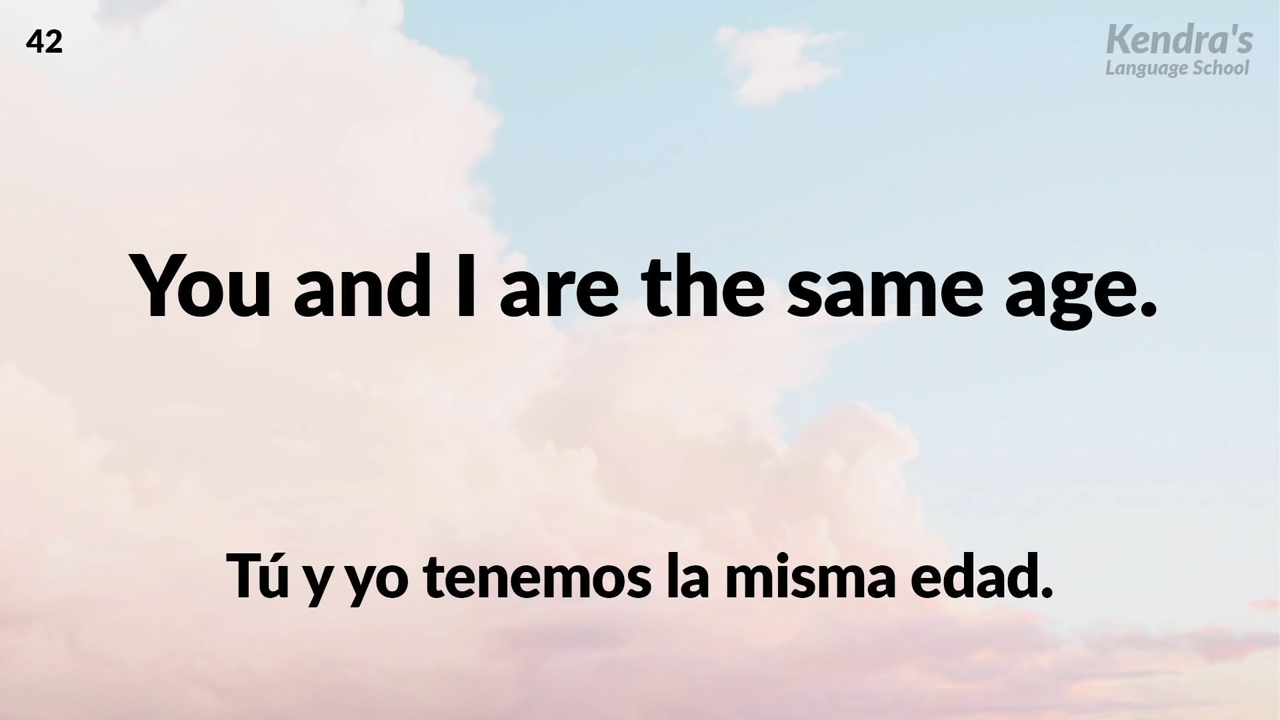 42
Kendra's
Language School
You and I are the same age.
Tú y yo tenemos la misma edad.